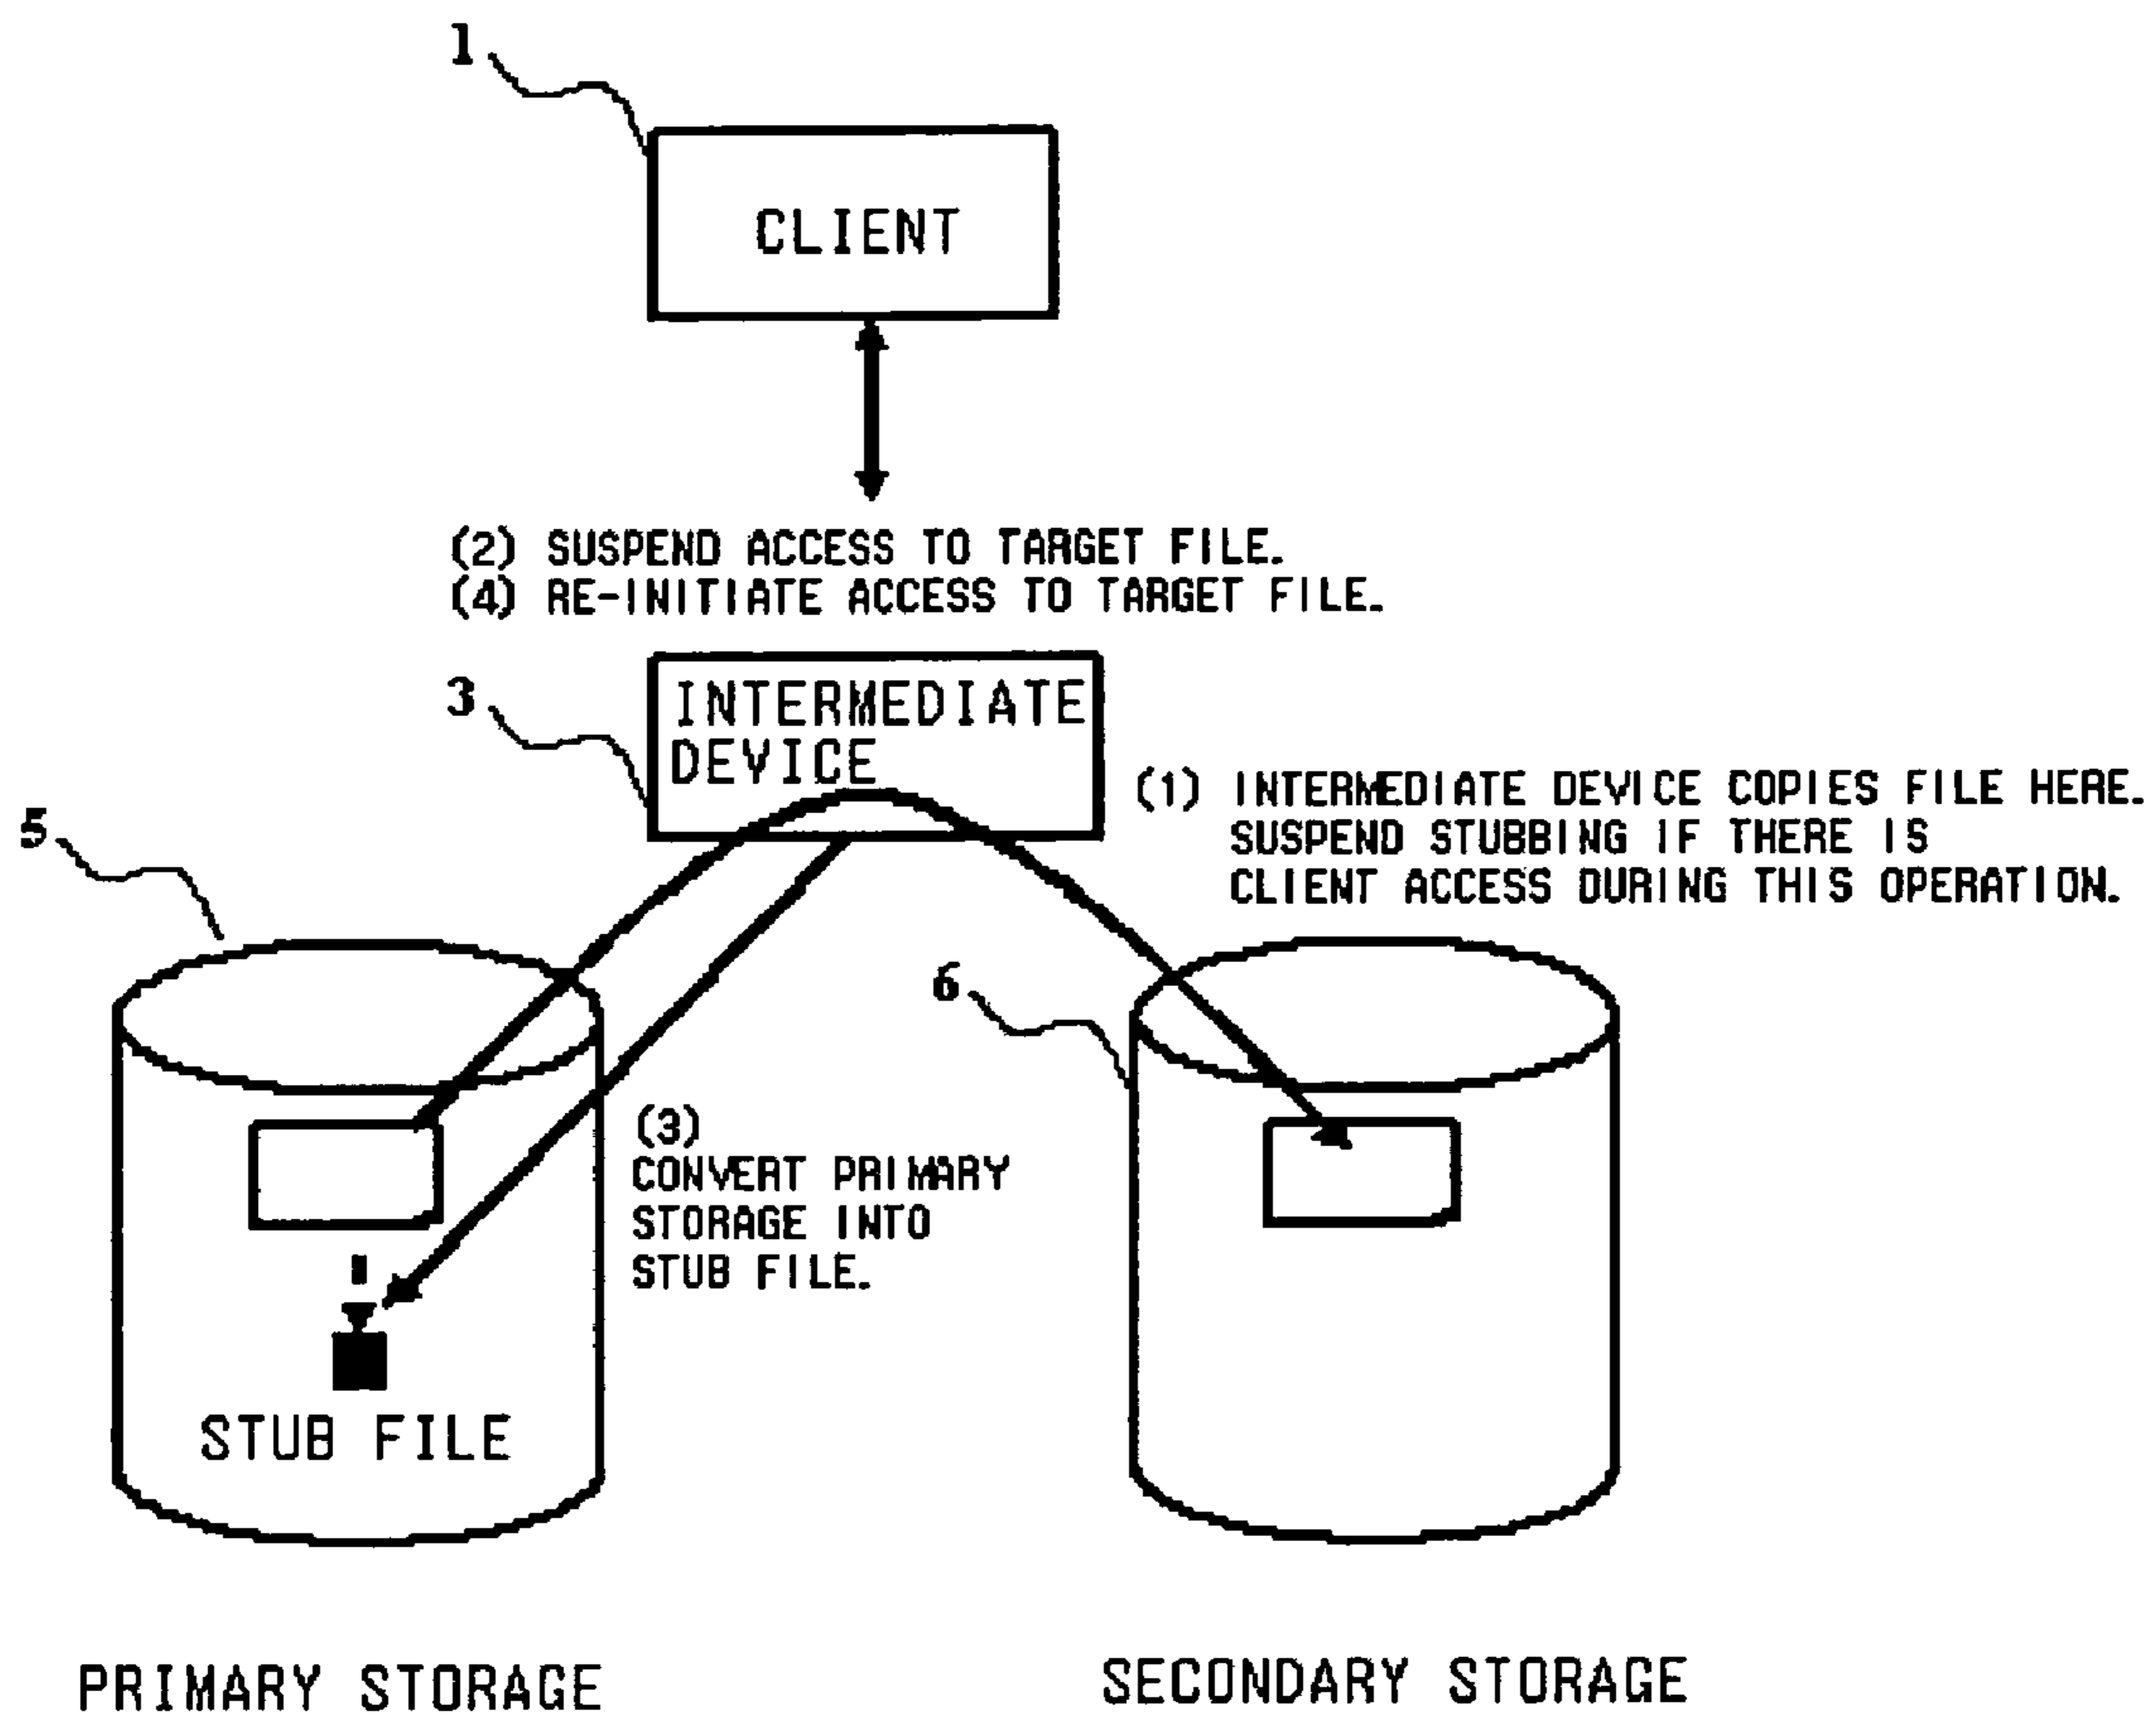 1
CLIENT
(2) SUSPEND ACCESS TO TARGET FILE.
(4) RE-INITIATE ACCESS TO TARGET FILE.
3
INTERMEDIATE
DEVICE
(1) INTERMEDIATE DEVICE COPIES FILE HERE.
SUSPEND STUBBING IF THERE IS
CLIENT ACCESS DURING THIS OPERATION.
5
6
(3)
CONVERT PRIMARY
STORAGE INTO
STUB FILE.
STUB FILE
PRIMARY STORAGE
SECONDARY STORAGE